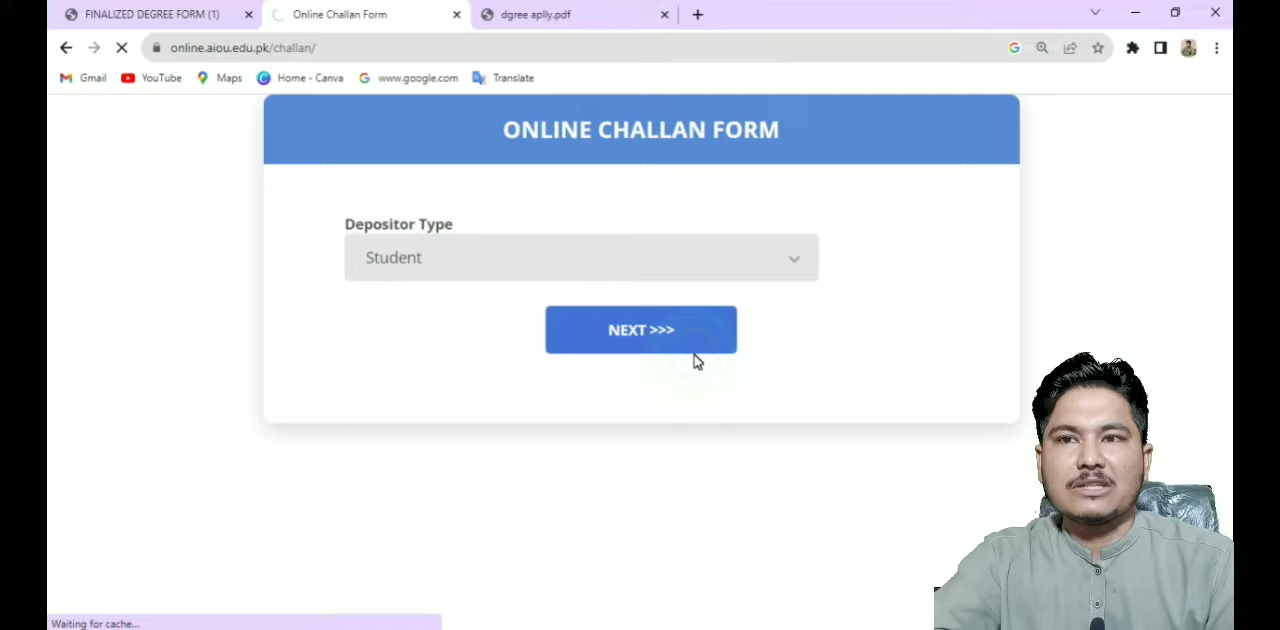 FINALIZED DEGREE FORM (1)
Online Challan Form
dgree aplly.pdf
online.aiou.edu.pk/challan/
Gmail
YouTube
Maps
Home - Canva
www.google.com
Translate
ONLINE CHALLAN FORM
Depositor Type
Student
NEXT >>>
Waiting for cache...